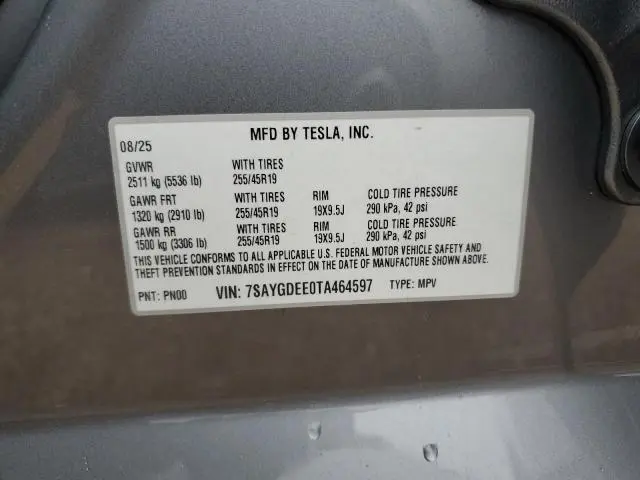 08/25 MFD BY TESLA, INC.
GVWR WITH TIRES
2511 kg (5536 lb) 255/45R19
GAWR FRT WITH TIRES RIM COLD TIRE PRESSURE
1320 kg (2910 lb) 255/45R19 19X9.5J 290 kPa, 42 psi
GAWR RR WITH TIRES RIM COLD TIRE PRESSURE
1500 kg (3306 lb) 255/45R19 19X9.5J 290 kPa, 42 psi
THIS VEHICLE CONFORMS TO ALL APPLICABLE U.S. FEDERAL MOTOR VEHICLE SAFETY AND
THEFT PREVENTION STANDARDS IN EFFECT ON THE DATE OF MANUFACTURE SHOWN ABOVE.
PNT: PN00 VIN: 7SAYGDEE0TA464597 TYPE: MPV